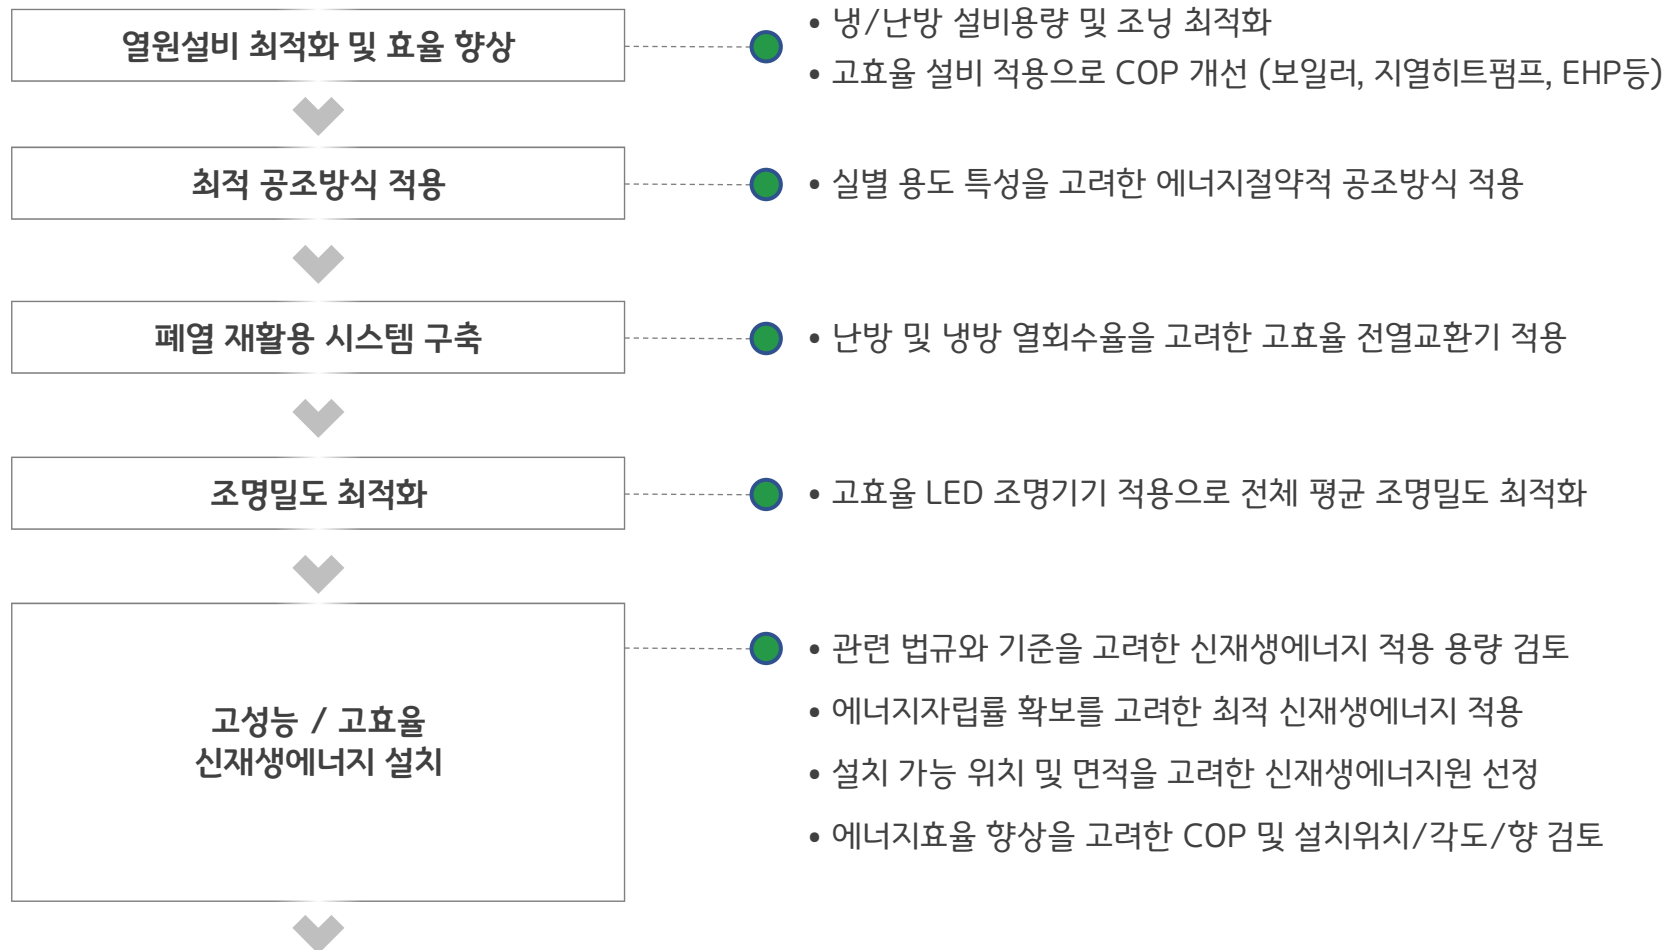 열원설비 최적화 및 효율 향상
• 냉/난방 설비용량 및 조닝 최적화
• 고효율 설비 적용으로 COP 개선 (보일러, 지열히트펌프, EHP등)
최적 공조방식 적용
• 실별 용도 특성을 고려한 에너지절약적 공조방식 적용
폐열 재활용 시스템 구축
• 난방 및 냉방 열회수율을 고려한 고효율 전열교환기 적용
조명밀도 최적화
• 고효율 LED 조명기기 적용으로 전체 평균 조명밀도 최적화
고성능 / 고효율
신재생에너지 설치
• 관련 법규와 기준을 고려한 신재생에너지 적용 용량 검토
• 에너지자립률 확보를 고려한 최적 신재생에너지 적용
• 설치 가능 위치 및 면적을 고려한 신재생에너지원 선정
• 에너지효율 향상을 고려한 COP 및 설치위치/각도/향 검토